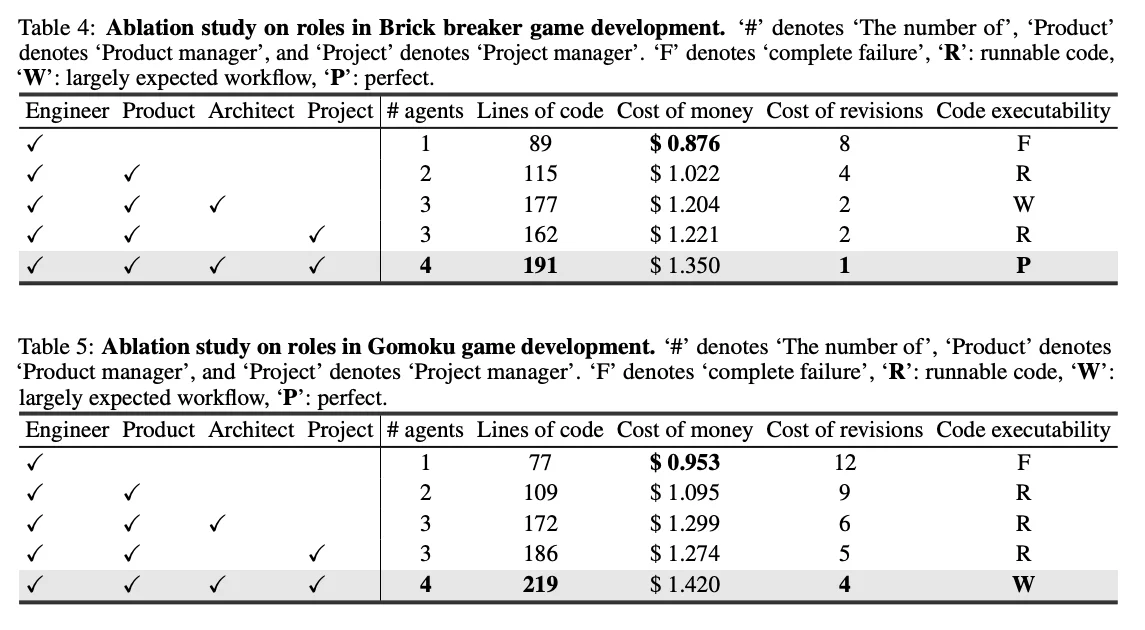 Table 4: Ablation study on roles in Brick breaker game development. ‘#’ denotes ‘The number of’, ‘Product’
denotes ‘Product manager’, and ‘Project’ denotes ‘Project manager’. ‘F’ denotes ‘complete failure’, ‘R’: runnable code,
‘W’: largely expected workflow, ‘P’: perfect.
Engineer Product Architect Project # agents Lines of code Cost of money Cost of revisions Code executability
✓ 1 89 $ 0.876 8 F
✓ ✓ 2 115 $ 1.022 4 R
✓ ✓ ✓ 3 177 $ 1.204 2 W
✓ ✓ ✓ 3 162 $ 1.221 2 R
✓ ✓ ✓ ✓ 4 191 $ 1.350 1 P
Table 5: Ablation study on roles in Gomoku game development. ‘#’ denotes ‘The number of’, ‘Product’ denotes
‘Product manager’, and ‘Project’ denotes ‘Project manager’. ‘F’ denotes ‘complete failure’, ‘R’: runnable code, ‘W’:
largely expected workflow, ‘P’: perfect.
Engineer Product Architect Project # agents Lines of code Cost of money Cost of revisions Code executability
✓ 1 77 $ 0.953 12 F
✓ ✓ 2 109 $ 1.095 9 R
✓ ✓ ✓ 3 172 $ 1.299 6 R
✓ ✓ ✓ 3 186 $ 1.274 5 R
✓ ✓ ✓ ✓ 4 219 $ 1.420 4 W